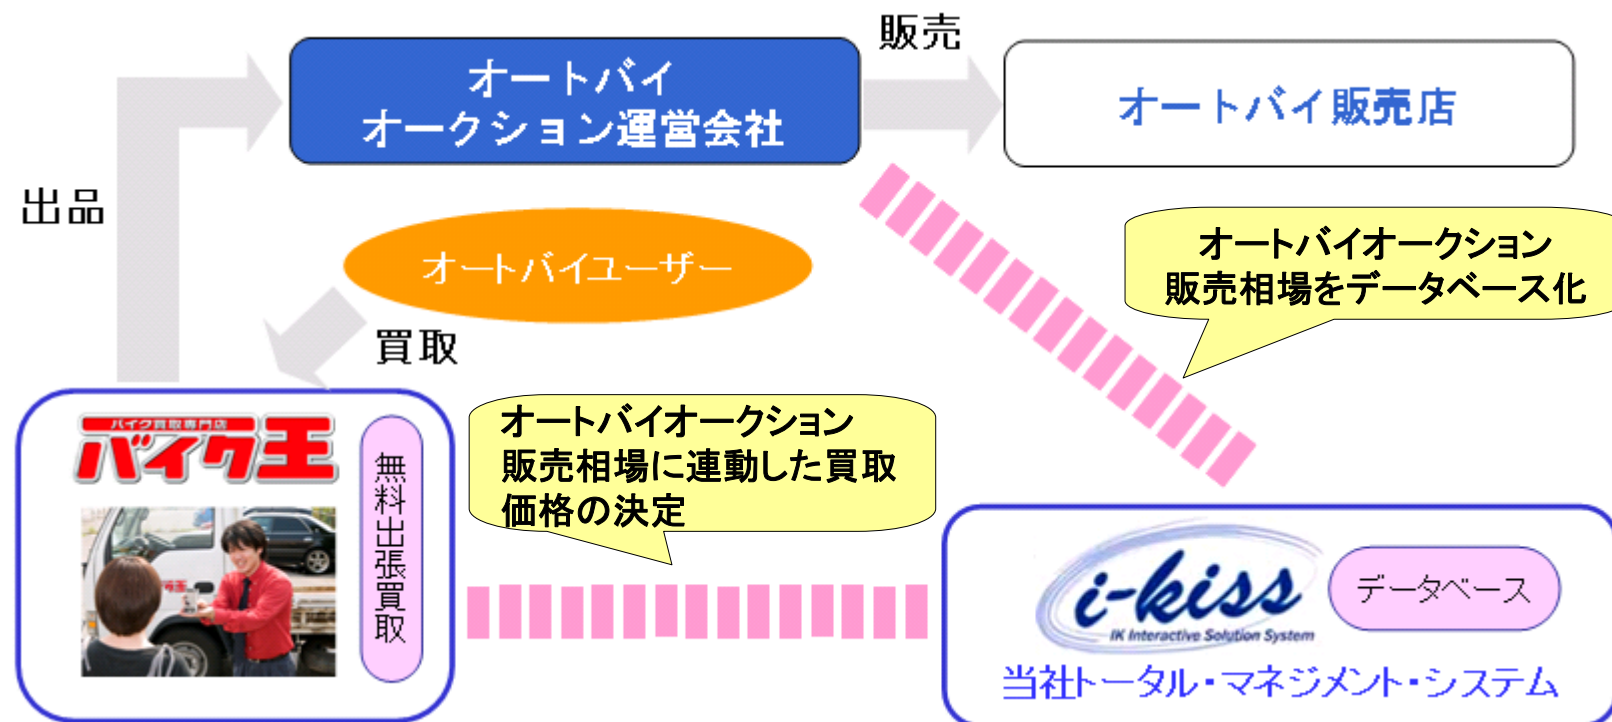 販売
オートバイ
オークション運営会社
オートバイ販売店
出品
オートバイユーザー
オートバイオークション
販売相場をデータベース化
買取
バイク買取専門店
バイク王
無料出張買取
オートバイオークション
販売相場に連動した買取
価格の決定
i-kiss
IK Interactive Solution System
データベース
当社トータル・マネジメント・システム